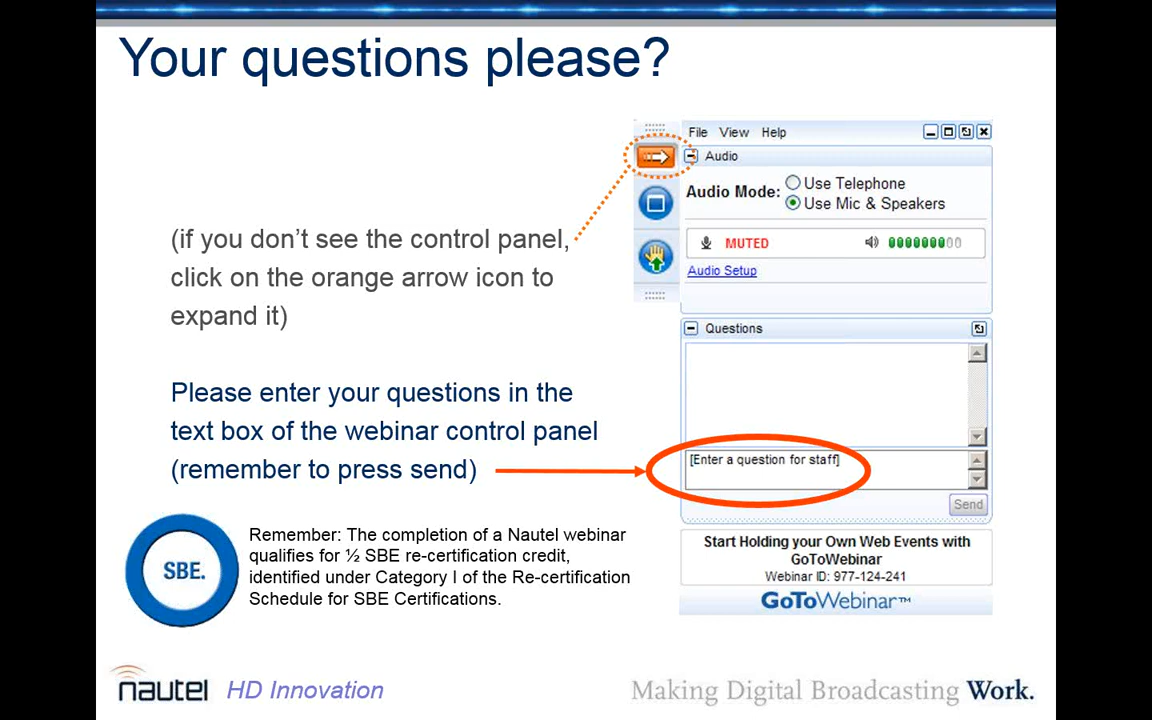 Your questions please?
(if you don’t see the control panel,
click on the orange arrow icon to
expand it)
Please enter your questions in the
text box of the webinar control panel
(remember to press send)
File View Help
Audio
Audio Mode:
Use Telephone
Use Mic & Speakers
MUTED
Audio Setup
Questions
[Enter a question for staff]
Send
Start Holding your Own Web Events with
GoToWebinar
Webinar ID: 977-124-241
GoToWebinar™
SBE.
Remember: The completion of a Nautel webinar
qualifies for ½ SBE re-certification credit,
identified under Category I of the Re-certification
Schedule for SBE Certifications.
nautel HD Innovation
Making Digital Broadcasting Work.